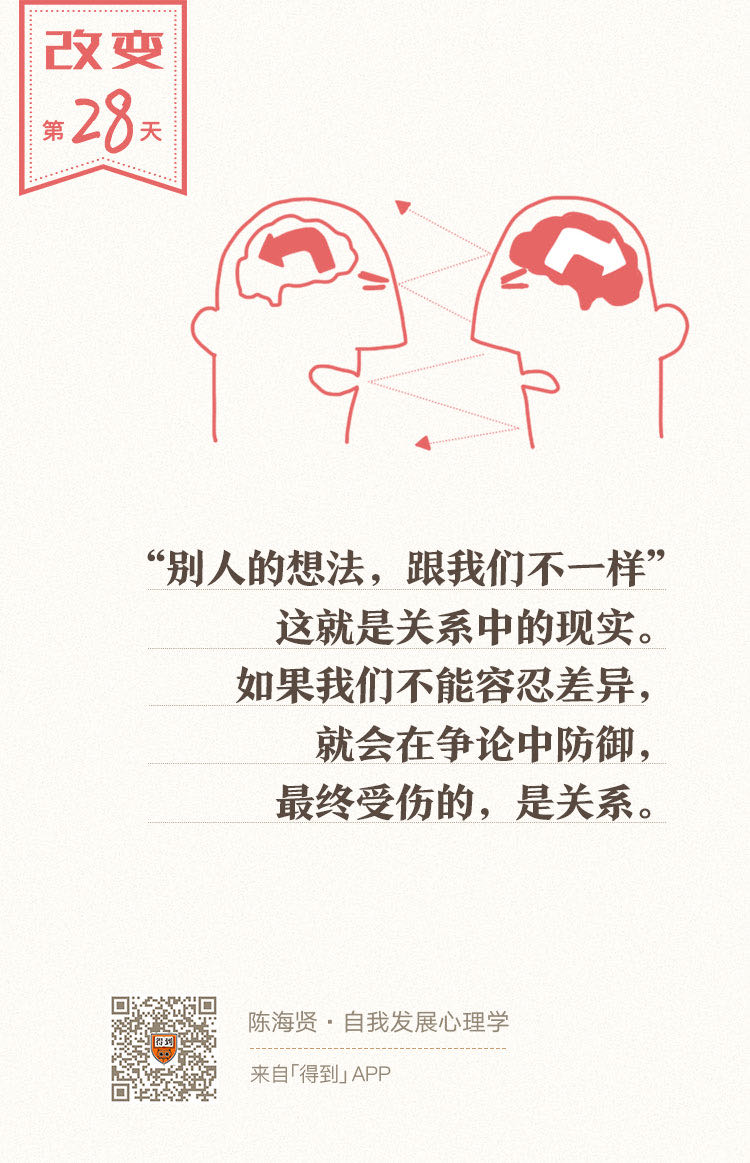 改变
第28天
“别人的想法，跟我们不一样”
这就是关系中的现实。
如果我们不能容忍差异，
就会在争论中防御，
最终受伤的，是关系。
得到
陈海贤·自我发展心理学
来自「得到」APP